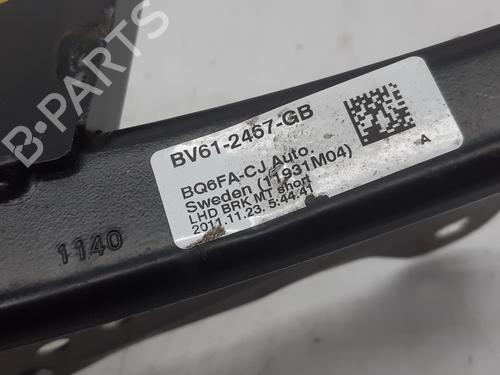 BV61-2467-GB
BQ6FA-CJ Auto.
Sweden (11931M04)
LHD BRK MT short
2011.11.23. 5:44.41
A
1140
B-PARTS